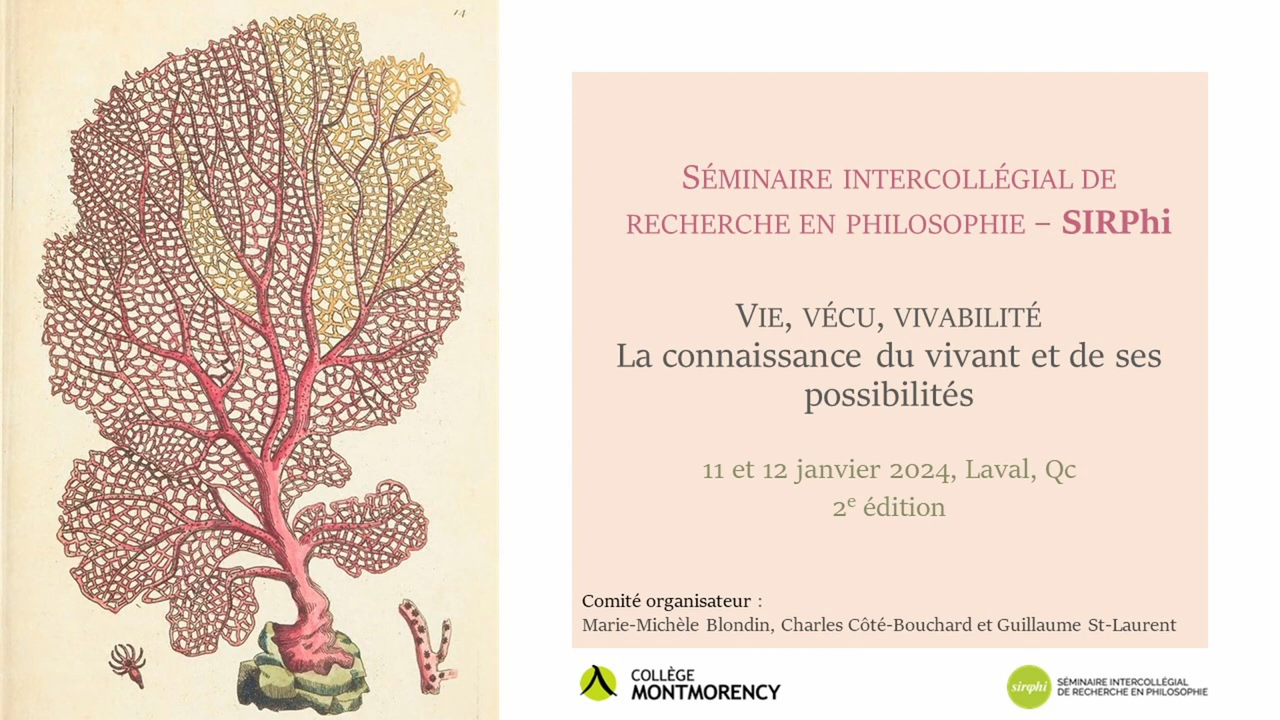 14
SÉMINAIRE INTERCOLLÉGIAL DE
RECHERCHE EN PHILOSOPHIE – SIRPhi
VIE, VÉCU, VIVABILITÉ
La connaissance du vivant et de ses
possibilités
11 et 12 janvier 2024, Laval, Qc
2e édition
Comité organisateur :
Marie-Michèle Blondin, Charles Côté-Bouchard et Guillaume St-Laurent
COLLÈGE
MONTMORENCY
sirphi
SÉMINAIRE INTERCOLLÉGIAL
DE RECHERCHE EN PHILOSOPHIE